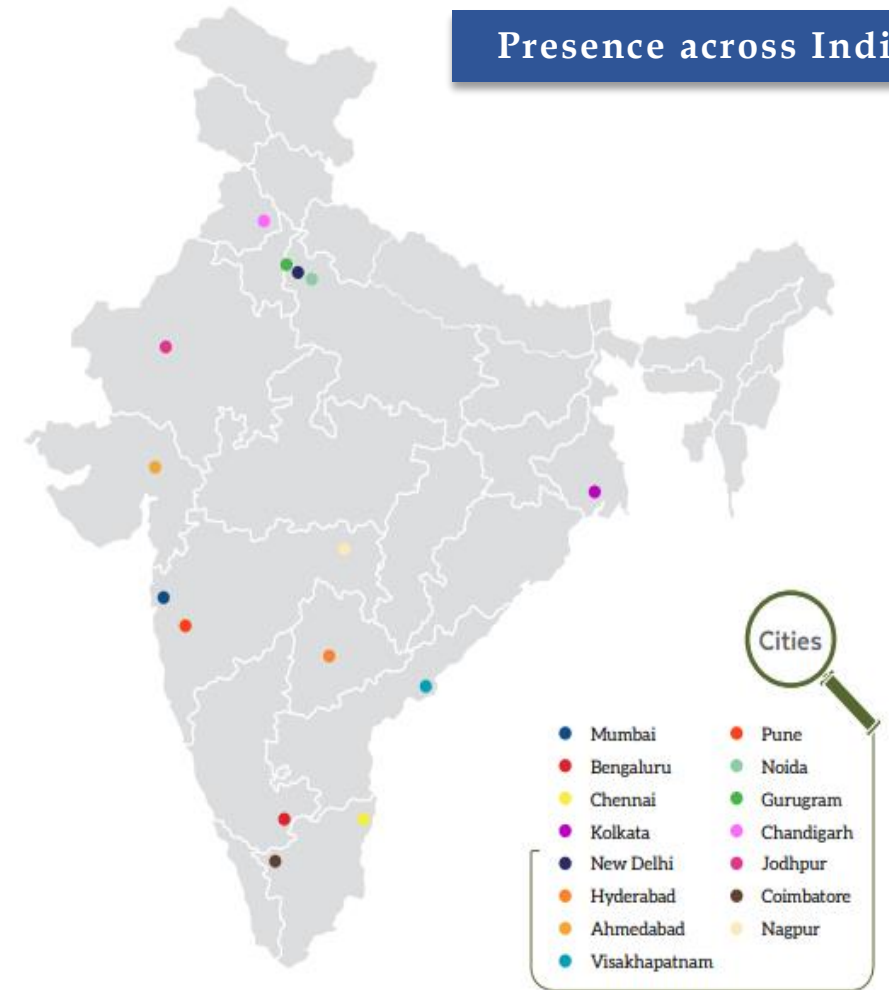 Presence across Indi
Cities
Mumbai
Bengaluru
Chennai
Kolkata
New Delhi
Hyderabad
Ahmedabad
Visakhapatnam
Pune
Noida
Gurugram
Chandigarh
Jodhpur
Coimbatore
Nagpur